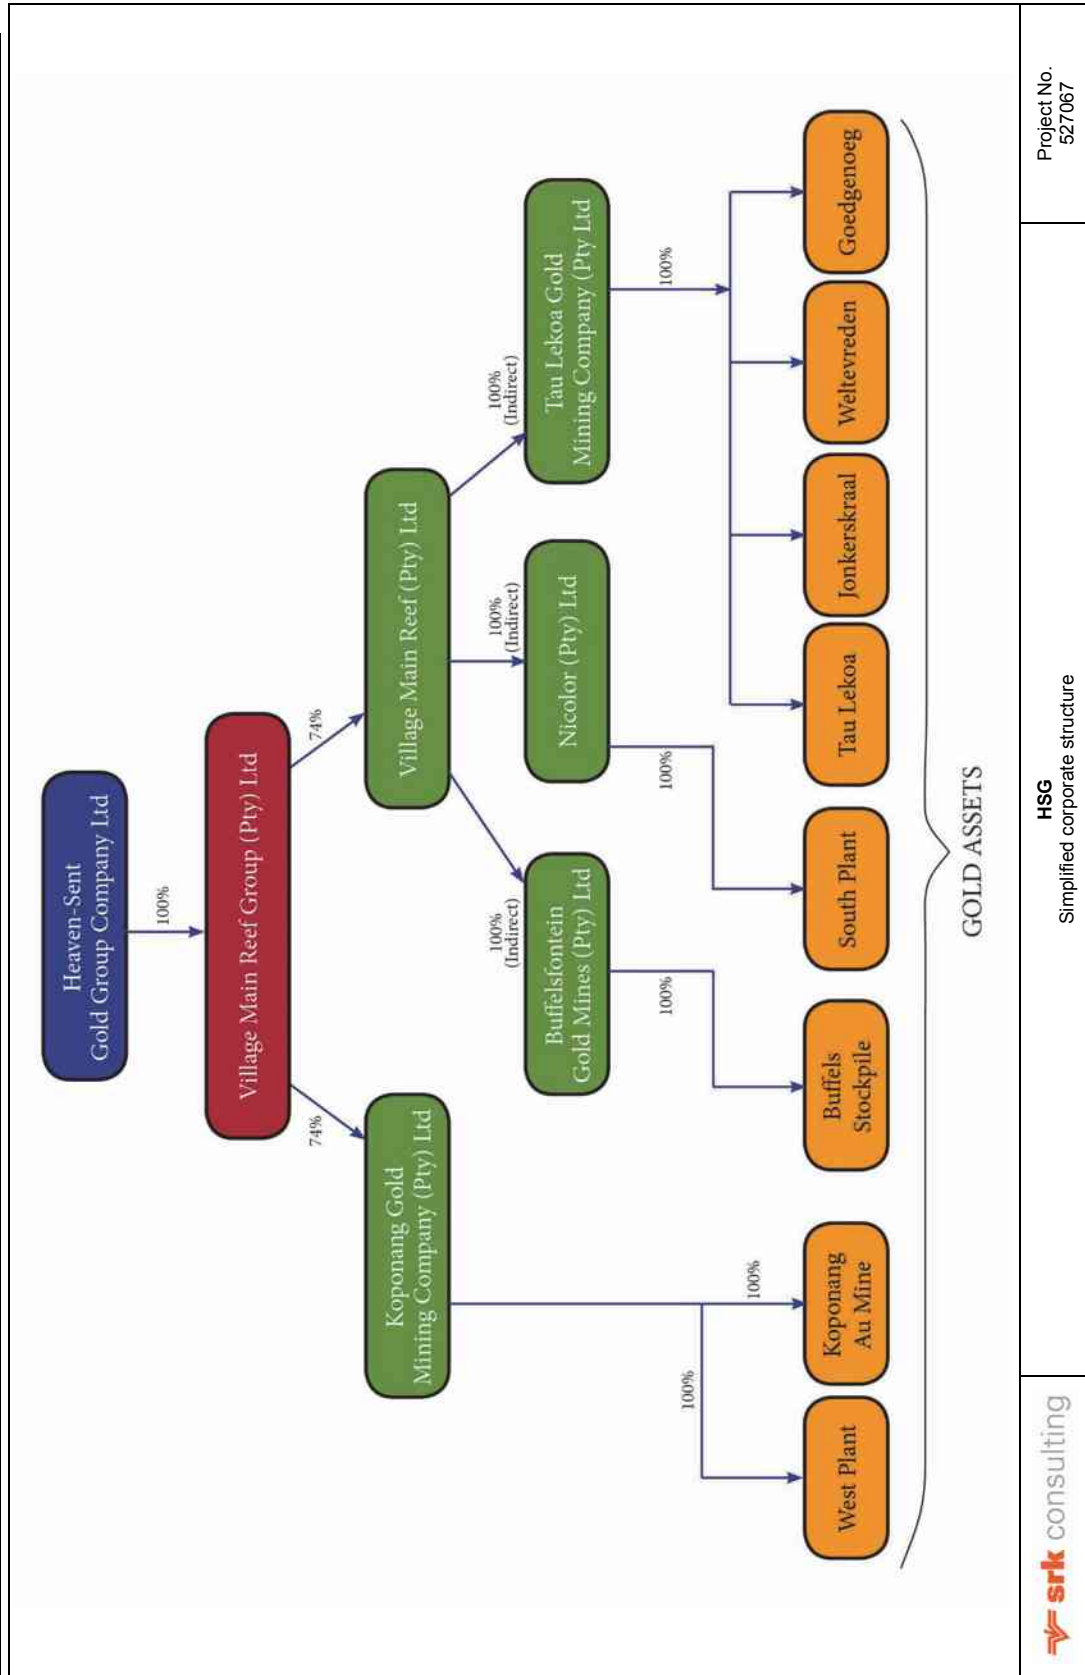 Heaven-Sent
Gold Group Company Ltd
100%
Village Main Reef Group (Pty) Ltd
74%
74%
Koponang Gold
Mining Company (Pty) Ltd
Village Main Reef (Pty) Ltd
100%
(Indirect)
100%
(Indirect)
100%
(Indirect)
Buffelsfontein
Gold Mines (Pty) Ltd
Nicolor (Pty) Ltd
Tau Lekoa Gold
Mining Company (Pty Ltd
100%
100%
100%
100%
100%
West Plant
Koponang
Au Mine
Buffels
Stockpile
South Plant
Tau Lekoa
Jonkerskraal
Weltevreden
Goedgenoeg
GOLD ASSETS
srk consulting
HSG
Simplified corporate structure
Project No.
527067